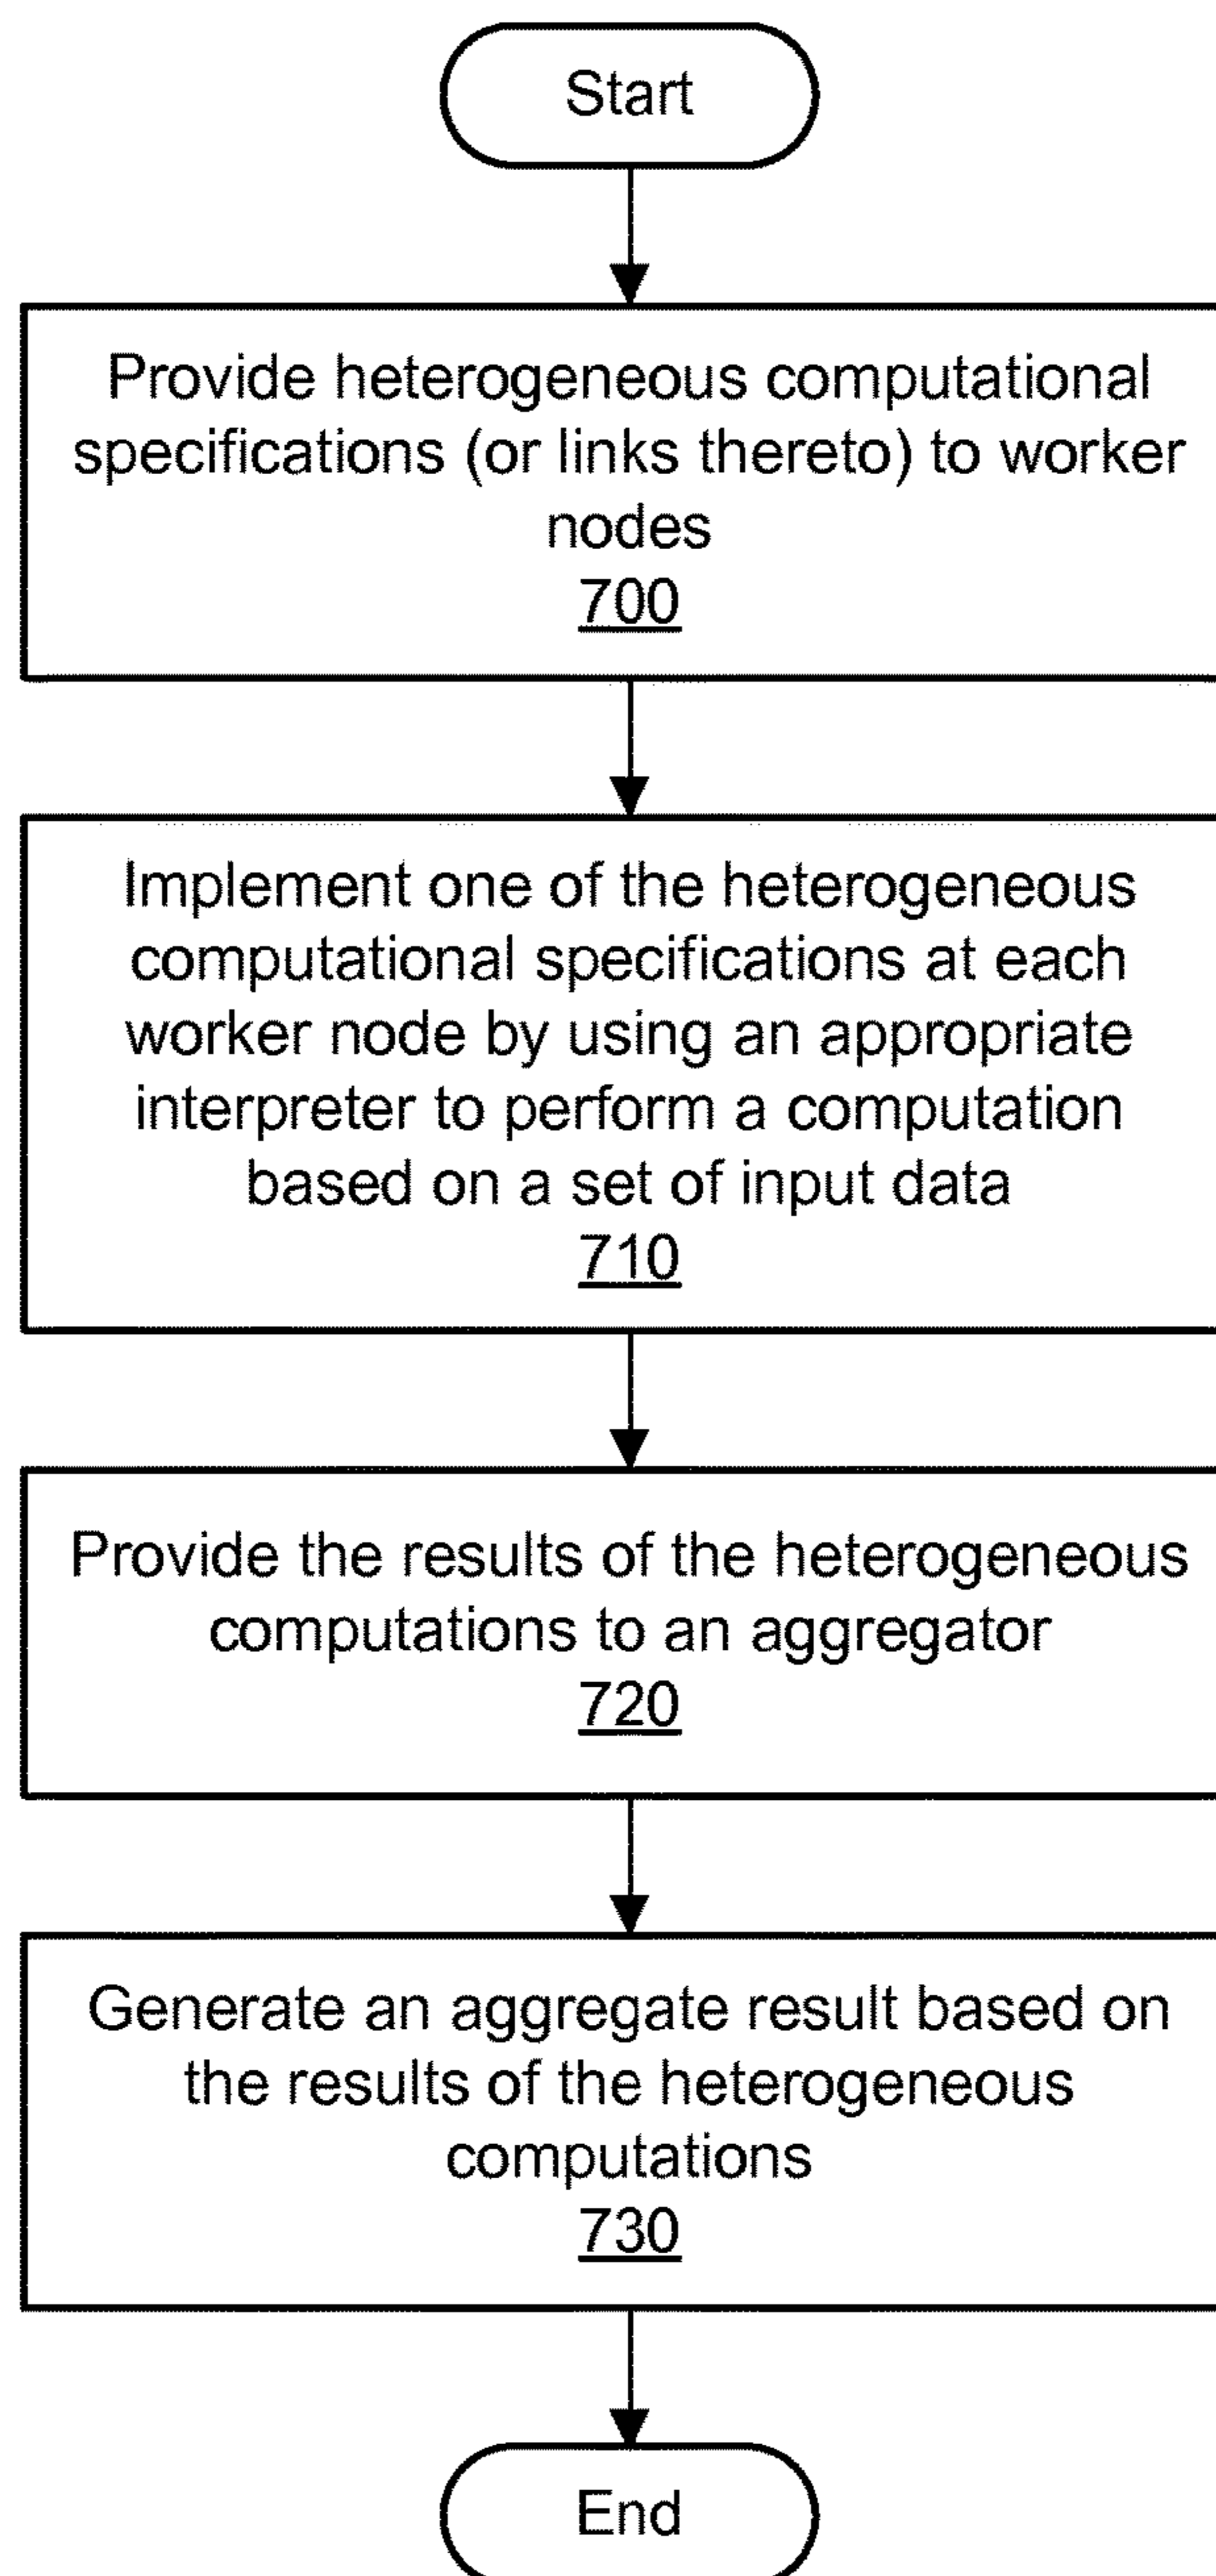 Start
Provide heterogeneous computational
specifications (or links thereto) to worker
nodes
700
Implement one of the heterogeneous
computational specifications at each
worker node by using an appropriate
interpreter to perform a computation
based on a set of input data
710
Provide the results of the heterogeneous
computations to an aggregator
720
Generate an aggregate result based on
the results of the heterogeneous
computations
730
End